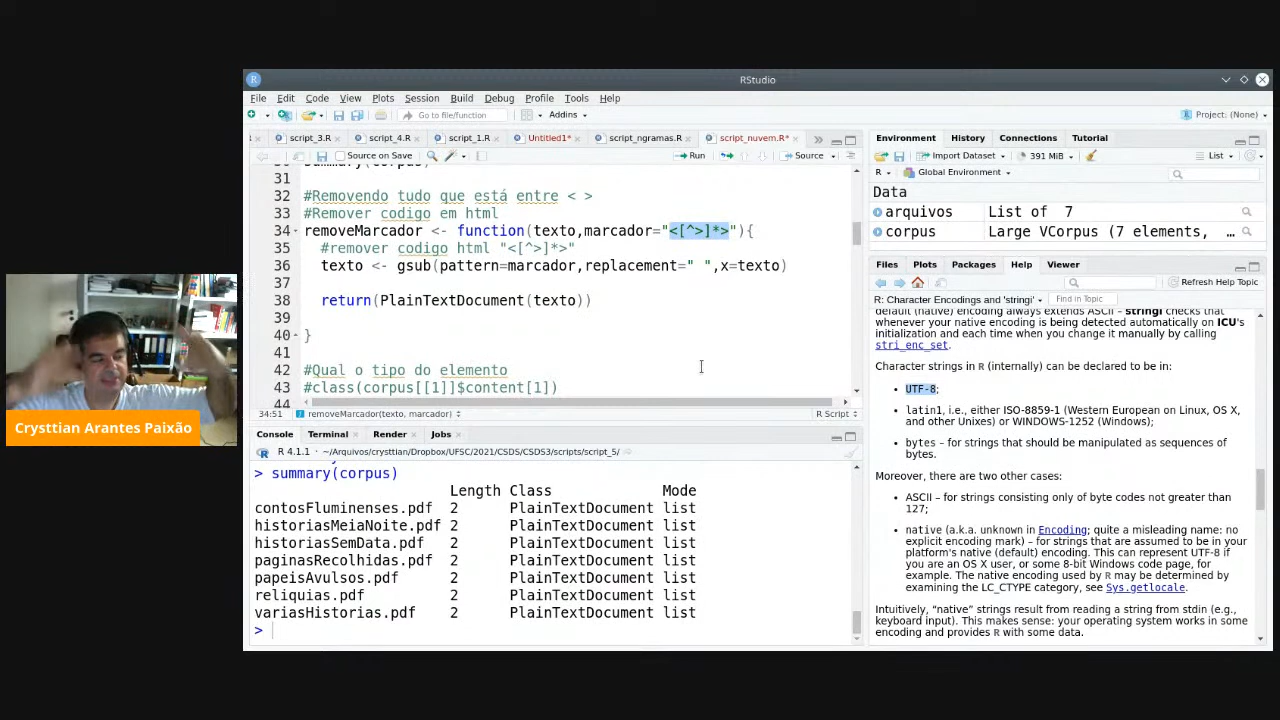 RStudio
File Edit Code View Plots Session Build Debug Profile Tools Help
Go to file/function Addins Project: (None)
script_3.R script_4.R script_1.R Untitled1* script_ngramas.R script_nuvem.R*
Source on Save Run Source
31
32 #Removendo tudo que está entre < >
33 #Remover codigo em html
34 removeMarcador <- function(texto,marcador="<[^>]*>"){
35 #remover codigo html "<[^>]*>"
36 texto <- gsub(pattern=marcador,replacement=" ",x=texto)
37
38 return(PlainTextDocument(texto))
39
40 }
41
42 #Qual o tipo do elemento
43 #class(corpus[[1]]$content[1])
44
34:51 removeMarcador(texto, marcador) R Script
Console Terminal Render Jobs
R 4.1.1 · ~/Arquivos/crysttian/Dropbox/UFSC/2021/CSDS/CSDS3/scripts/script_5/
> summary(corpus)
Length Class Mode
contosFluminenses.pdf 2 PlainTextDocument list
historiasMeiaNoite.pdf 2 PlainTextDocument list
historiasSemData.pdf 2 PlainTextDocument list
paginasRecolhidas.pdf 2 PlainTextDocument list
papeisAvulsos.pdf 2 PlainTextDocument list
reliquias.pdf 2 PlainTextDocument list
variasHistorias.pdf 2 PlainTextDocument list
>
Environment History Connections Tutorial
Import Dataset 391 MiB List
R Global Environment
Data
arquivos List of 7
corpus Large VCorpus (7 elements, …
Files Plots Packages Help Viewer
Refresh Help Topic
R: Character Encodings and 'stringi' Find in Topic
default (native) encoding always extends ASCII – stringi checks that
whenever your native encoding is being detected automatically on ICU's
initialization and each time when you change it manually by calling
stri_enc_set.
Character strings in R (internally) can be declared to be in:
• UTF-8;
• latin1, i.e., either ISO-8859-1 (Western European on Linux, OS X,
and other Unixes) or WINDOWS-1252 (Windows);
• bytes – for strings that should be manipulated as sequences of
bytes.
Moreover, there are two other cases:
• ASCII – for strings consisting only of byte codes not greater than
127;
• native (a.k.a. unknown in Encoding; quite a misleading name: no
explicit encoding mark) – for strings that are assumed to be in your
platform's native (default) encoding. This can represent UTF-8 if
you are an OS X user, or some 8-bit Windows code page, for
example. The native encoding used by R may be determined by
examining the LC_CTYPE category, see Sys.getlocale.
Intuitively, “native” strings result from reading a string from stdin (e.g.,
keyboard input). This makes sense: your operating system works in some
encoding and provides R with some data.
Crysttian Arantes Paixão